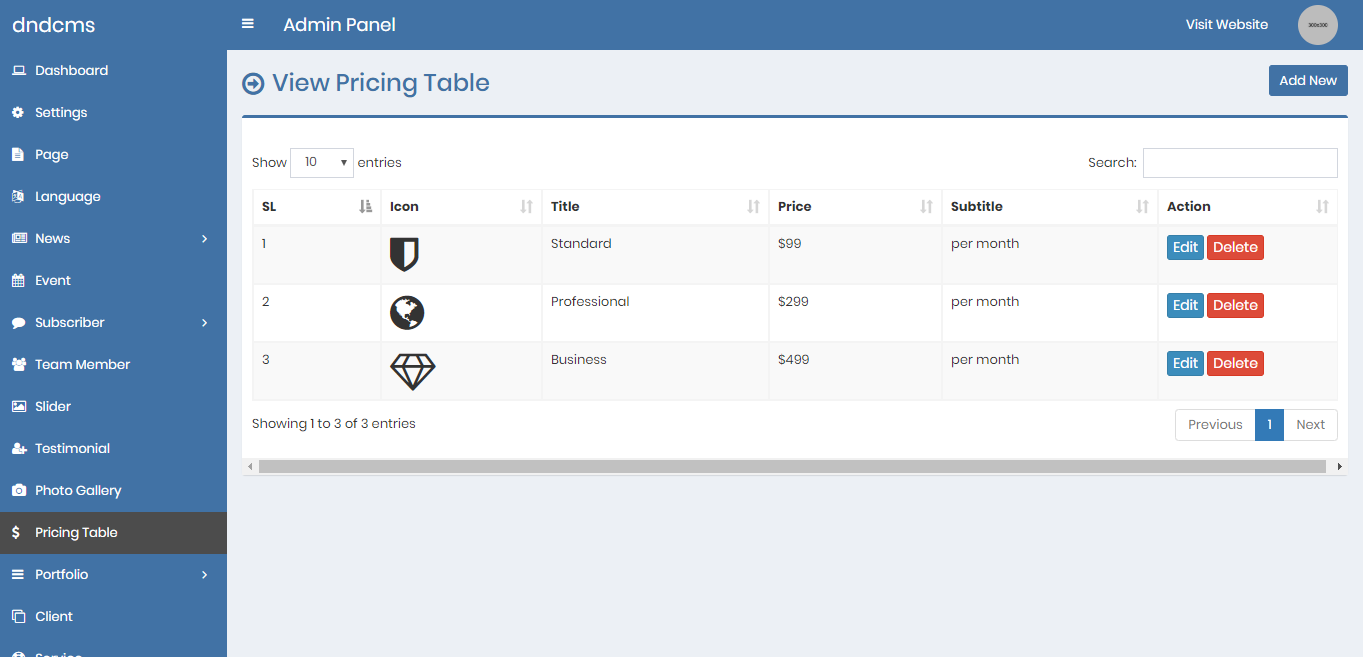 dndcms
Admin Panel
Visit Website
300x300
Dashboard
Settings
Page
Language
News
Event
Subscriber
Team Member
Slider
Testimonial
Photo Gallery
Pricing Table
Portfolio
Client
Service
View Pricing Table
Add New
Show 10 entries
Search:
SL Icon Title Price Subtitle Action
1 Standard $99 per month Edit Delete
2 Professional $299 per month Edit Delete
3 Business $499 per month Edit Delete
Showing 1 to 3 of 3 entries
Previous 1 Next